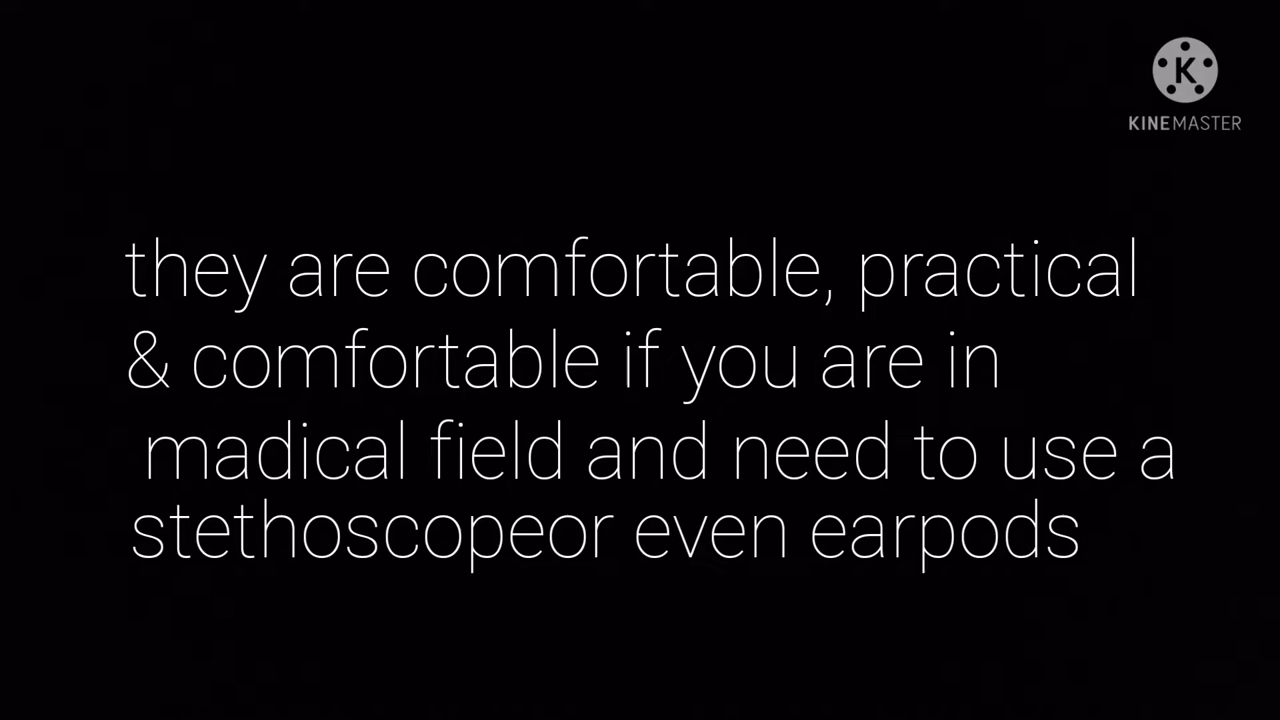 K
KINEMASTER
they are comfortable, practical
& comfortable if you are in
madical field and need to use a
stethoscopeor even earpods